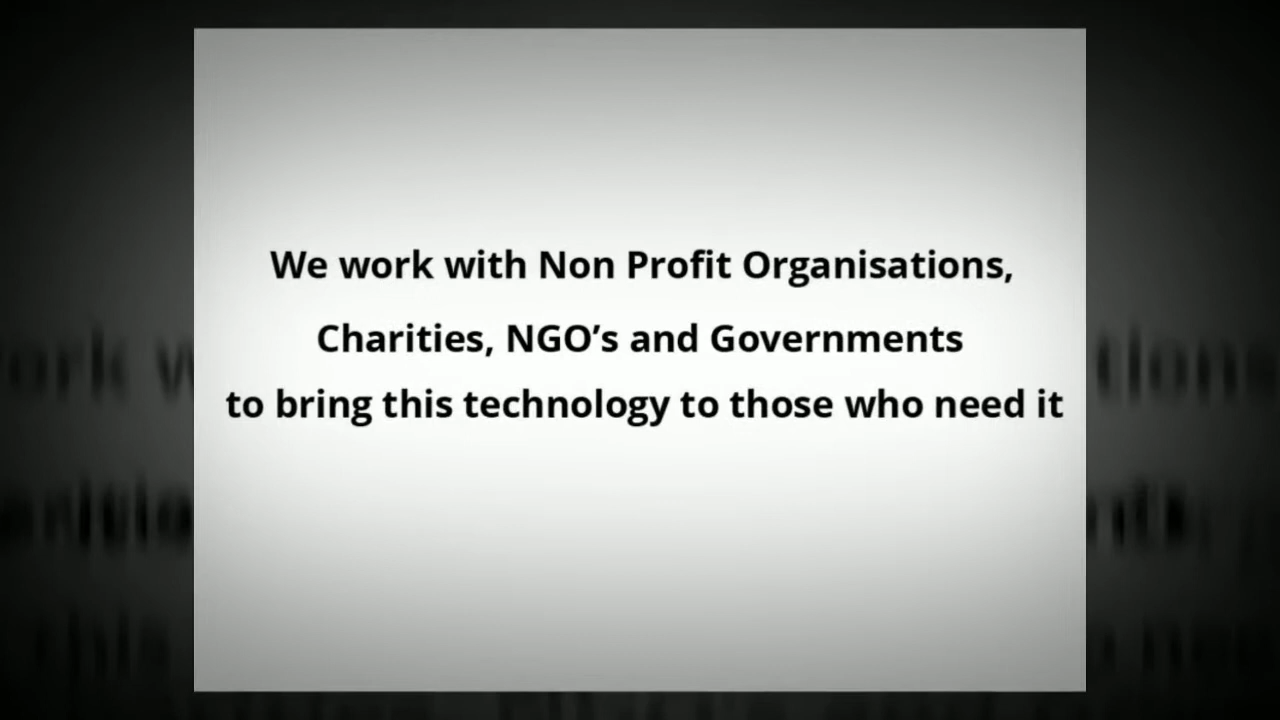 We work with Non Profit Organisations,
Charities, NGO’s and Governments
to bring this technology to those who need it